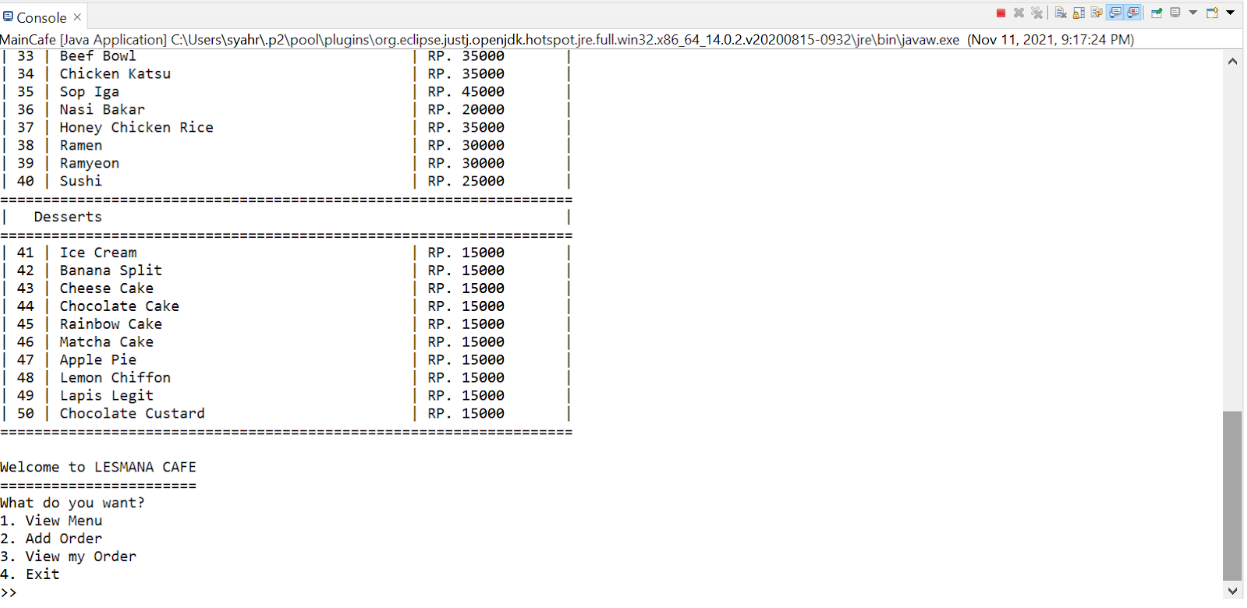 Console
MainCafe [Java Application] C:\Users\syahr\.p2\pool\plugins\org.eclipse.justj.openjdk.hotspot.jre.full.win32.x86_64_14.0.2.v20200815-0932\jre\bin\javaw.exe (Nov 11, 2021, 9:17:24 PM)
| 33 | Beef Bowl | RP. 35000 |
| 34 | Chicken Katsu | RP. 35000 |
| 35 | Sop Iga | RP. 45000 |
| 36 | Nasi Bakar | RP. 20000 |
| 37 | Honey Chicken Rice | RP. 35000 |
| 38 | Ramen | RP. 30000 |
| 39 | Ramyeon | RP. 30000 |
| 40 | Sushi | RP. 25000 |
===================================================================
| Desserts |
===================================================================
| 41 | Ice Cream | RP. 15000 |
| 42 | Banana Split | RP. 15000 |
| 43 | Cheese Cake | RP. 15000 |
| 44 | Chocolate Cake | RP. 15000 |
| 45 | Rainbow Cake | RP. 15000 |
| 46 | Matcha Cake | RP. 15000 |
| 47 | Apple Pie | RP. 15000 |
| 48 | Lemon Chiffon | RP. 15000 |
| 49 | Lapis Legit | RP. 15000 |
| 50 | Chocolate Custard | RP. 15000 |
===================================================================
Welcome to LESMANA CAFE
=======================
What do you want?
1. View Menu
2. Add Order
3. View my Order
4. Exit
>>